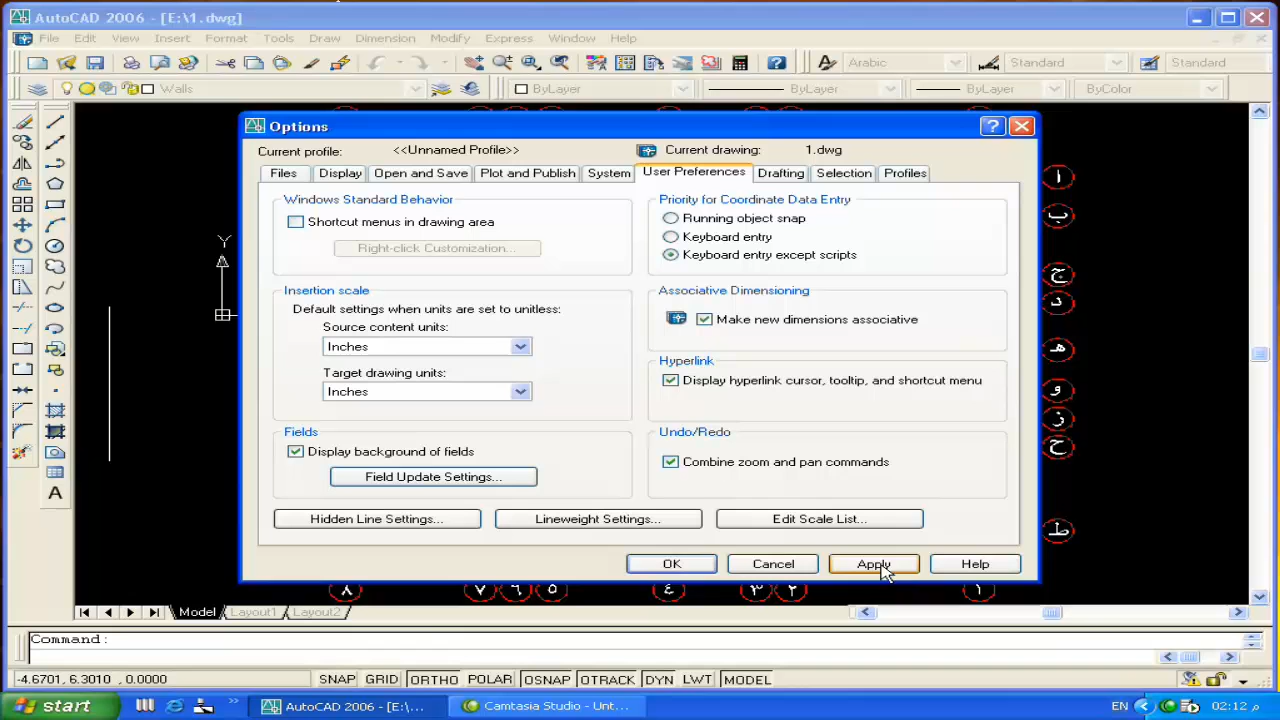 AutoCAD 2006 - [E:\1.dwg]
File Edit View Insert Format Tools Draw Dimension Modify Express Window Help
Arabic Standard Standard
Walls ByLayer ByLayer ByLayer ByColor
Options
Current profile: <<Unnamed Profile>> Current drawing: 1.dwg
Files Display Open and Save Plot and Publish System User Preferences Drafting Selection Profiles
Windows Standard Behavior
Shortcut menus in drawing area
Right-click Customization...
Insertion scale
Default settings when units are set to unitless:
Source content units:
Inches
Target drawing units:
Inches
Fields
Display background of fields
Field Update Settings...
Priority for Coordinate Data Entry
Running object snap
Keyboard entry
Keyboard entry except scripts
Associative Dimensioning
Make new dimensions associative
Hyperlink
Display hyperlink cursor, tooltip, and shortcut menu
Undo/Redo
Combine zoom and pan commands
Hidden Line Settings... Lineweight Settings... Edit Scale List...
OK Cancel Apply Help
Y
A
ا
ب
ج
د
هـ
و
ز
ح
ط
٨ ٧ ٦ ٥ ٤ ٣ ٢ ١
Model Layout1 Layout2
Command:
-4.6701, 6.3010 , 0.0000 SNAP GRID ORTHO POLAR OSNAP OTRACK DYN LWT MODEL
start AutoCAD 2006 - [E:\... Camtasia Studio - Unt... EN 02:12 م